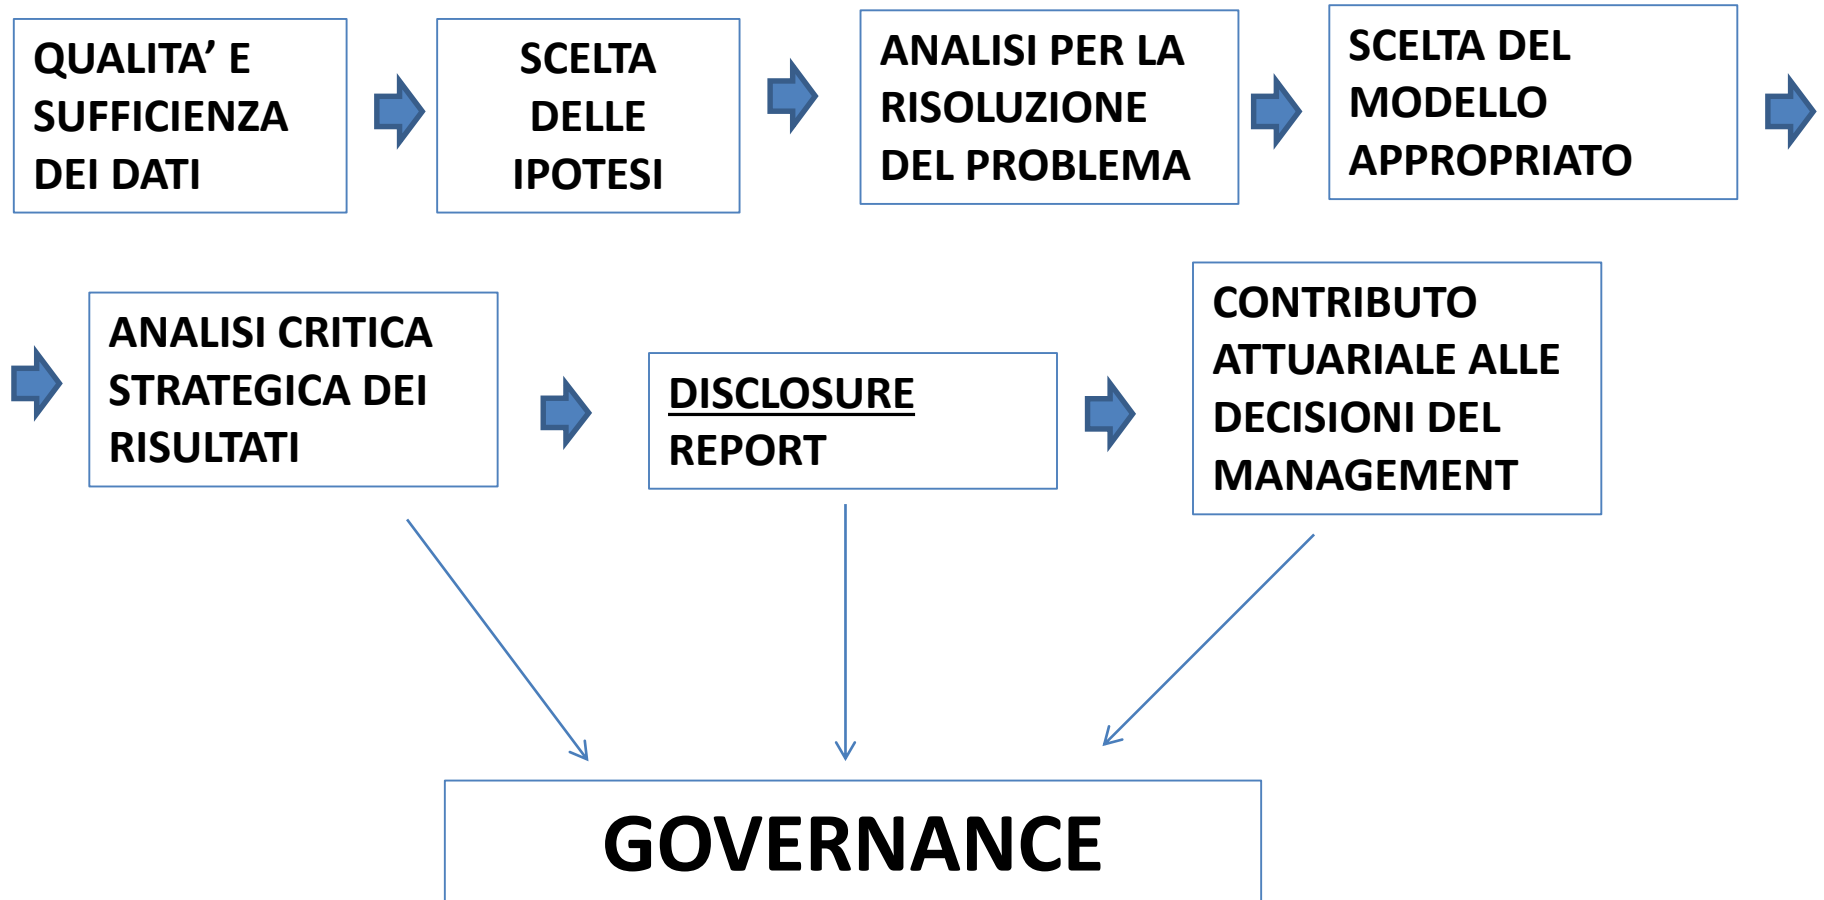 QUALITA’ E
SUFFICIENZA
DEI DATI
SCELTA
DELLE
IPOTESI
ANALISI PER LA
RISOLUZIONE
DEL PROBLEMA
SCELTA DEL
MODELLO
APPROPRIATO
ANALISI CRITICA
STRATEGICA DEI
RISULTATI
DISCLOSURE
REPORT
CONTRIBUTO
ATTUARIALE ALLE
DECISIONI DEL
MANAGEMENT
GOVERNANCE